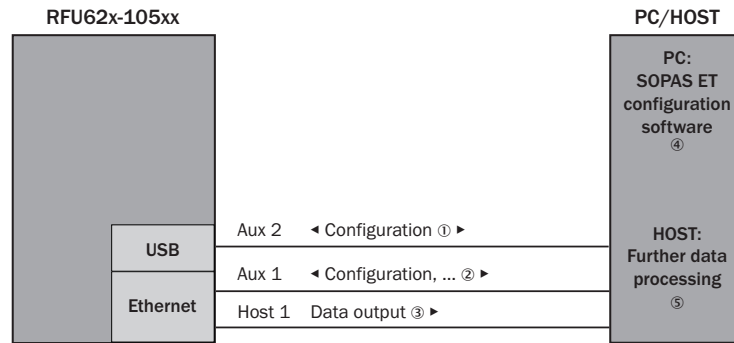 RFU62x-105xx
PC/HOST
PC:
SOPAS ET
configuration
software
④
USB
Aux 2 ◄ Configuration ① ►
Aux 1 ◄ Configuration, ... ② ►
Ethernet
Host 1 Data output ③ ►
HOST:
Further data
processing
⑤